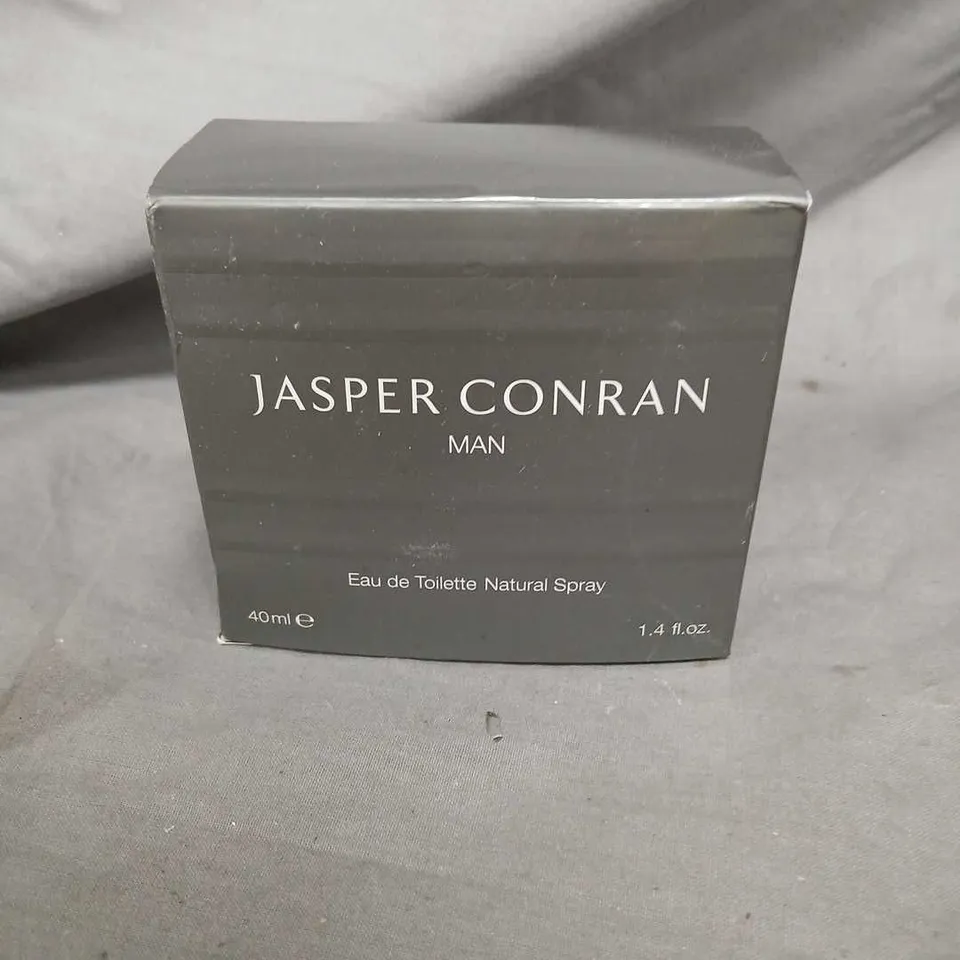 JASPER CONRAN
MAN
Eau de Toilette Natural Spray
40ml ℮
1.4 fl.oz.